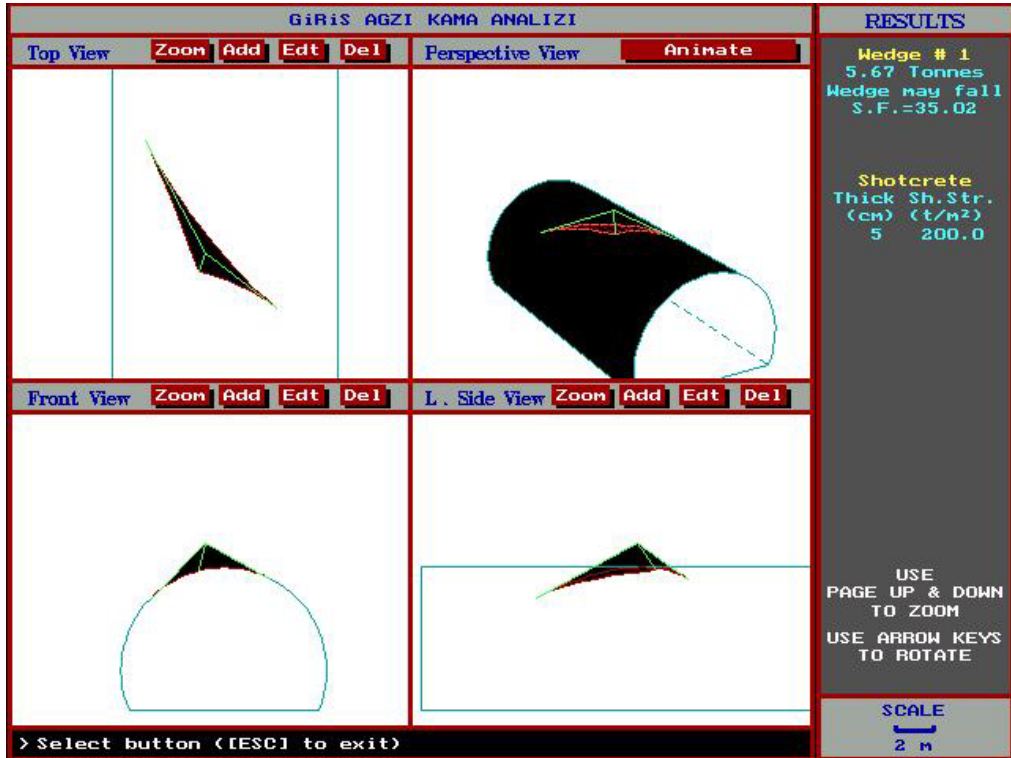 GiRiS AGZI KAMA ANALIZI
Top View Zoom Add Edt Del
Perspective View Animate
Front View Zoom Add Edt Del
L. Side View Zoom Add Edt Del
> Select button ([ESC] to exit)
RESULTS
Wedge # 1
5.67 Tonnes
Wedge may fall
S.F.=35.02
Shotcrete
Thick Sh.Str.
(cm) (t/m²)
5 200.0
USE
PAGE UP & DOWN
TO ZOOM
USE ARROW KEYS
TO ROTATE
SCALE
2 m